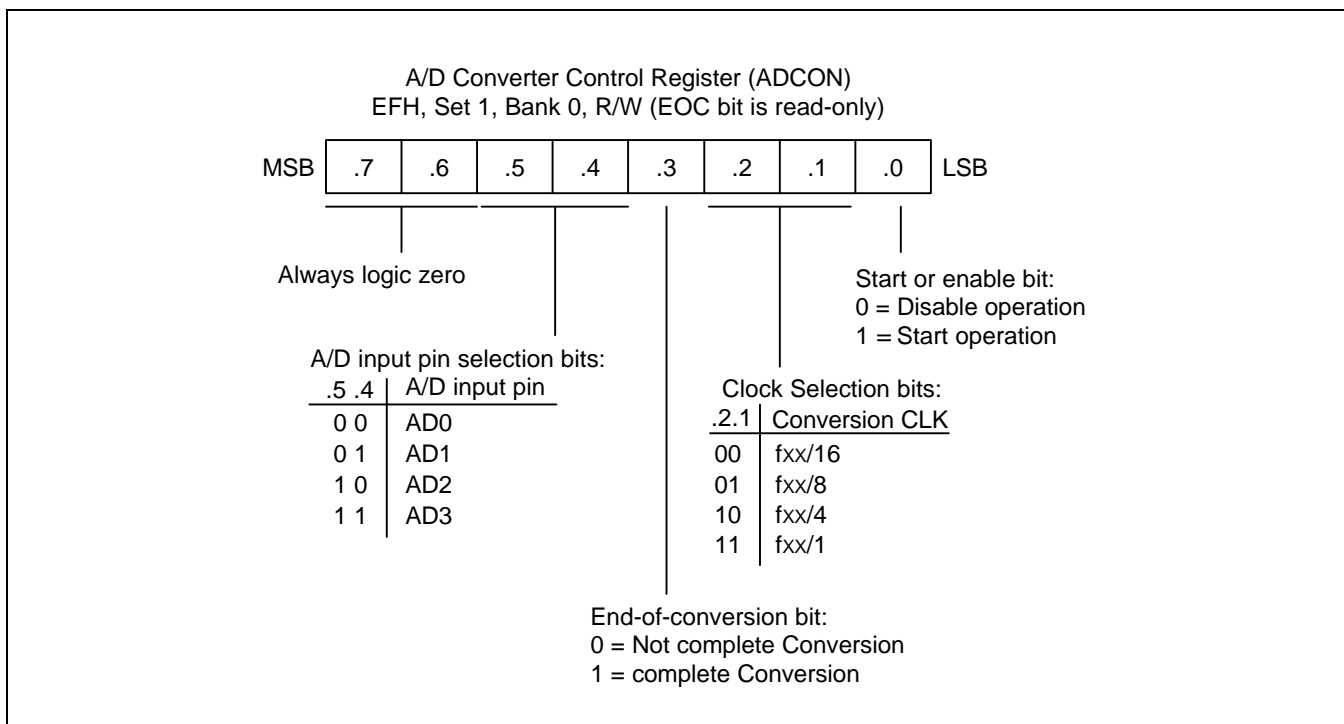 A/D Converter Control Register (ADCON)
EFH, Set 1, Bank 0, R/W (EOC bit is read-only)
MSB .7 .6 .5 .4 .3 .2 .1 .0 LSB
Always logic zero
Start or enable bit:
0 = Disable operation
1 = Start operation
A/D input pin selection bits:
.5 .4 A/D input pin
0 0 AD0
0 1 AD1
1 0 AD2
1 1 AD3
Clock Selection bits:
.2.1 Conversion CLK
00 fxx/16
01 fxx/8
10 fxx/4
11 fxx/1
End-of-conversion bit:
0 = Not complete Conversion
1 = complete Conversion